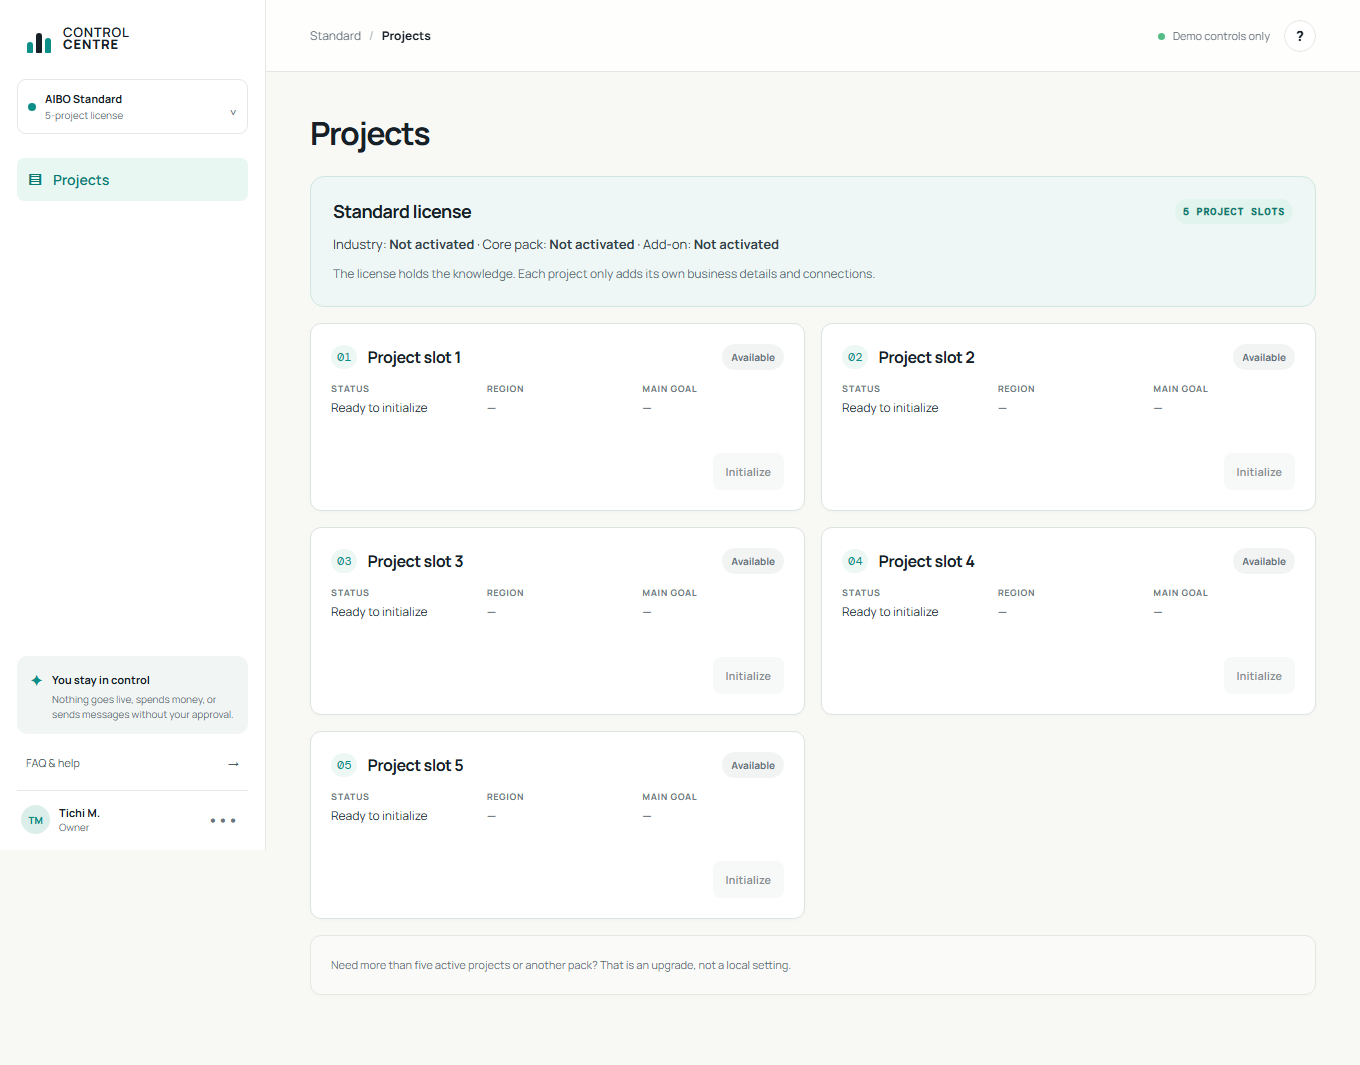 CONTROL
CENTRE
AIBO Standard
5-project license
v
Projects
You stay in control
Nothing goes live, spends money, or
sends messages without your approval.
FAQ & help →
TM
Tichi M.
Owner
Standard / Projects
Demo controls only
?
Projects
Standard license
5 PROJECT SLOTS
Industry: Not activated · Core pack: Not activated · Add-on: Not activated
The license holds the knowledge. Each project only adds its own business details and connections.
01 Project slot 1 Available
STATUS REGION MAIN GOAL
Ready to initialize — —
Initialize
02 Project slot 2 Available
STATUS REGION MAIN GOAL
Ready to initialize — —
Initialize
03 Project slot 3 Available
STATUS REGION MAIN GOAL
Ready to initialize — —
Initialize
04 Project slot 4 Available
STATUS REGION MAIN GOAL
Ready to initialize — —
Initialize
05 Project slot 5 Available
STATUS REGION MAIN GOAL
Ready to initialize — —
Initialize
Need more than five active projects or another pack? That is an upgrade, not a local setting.